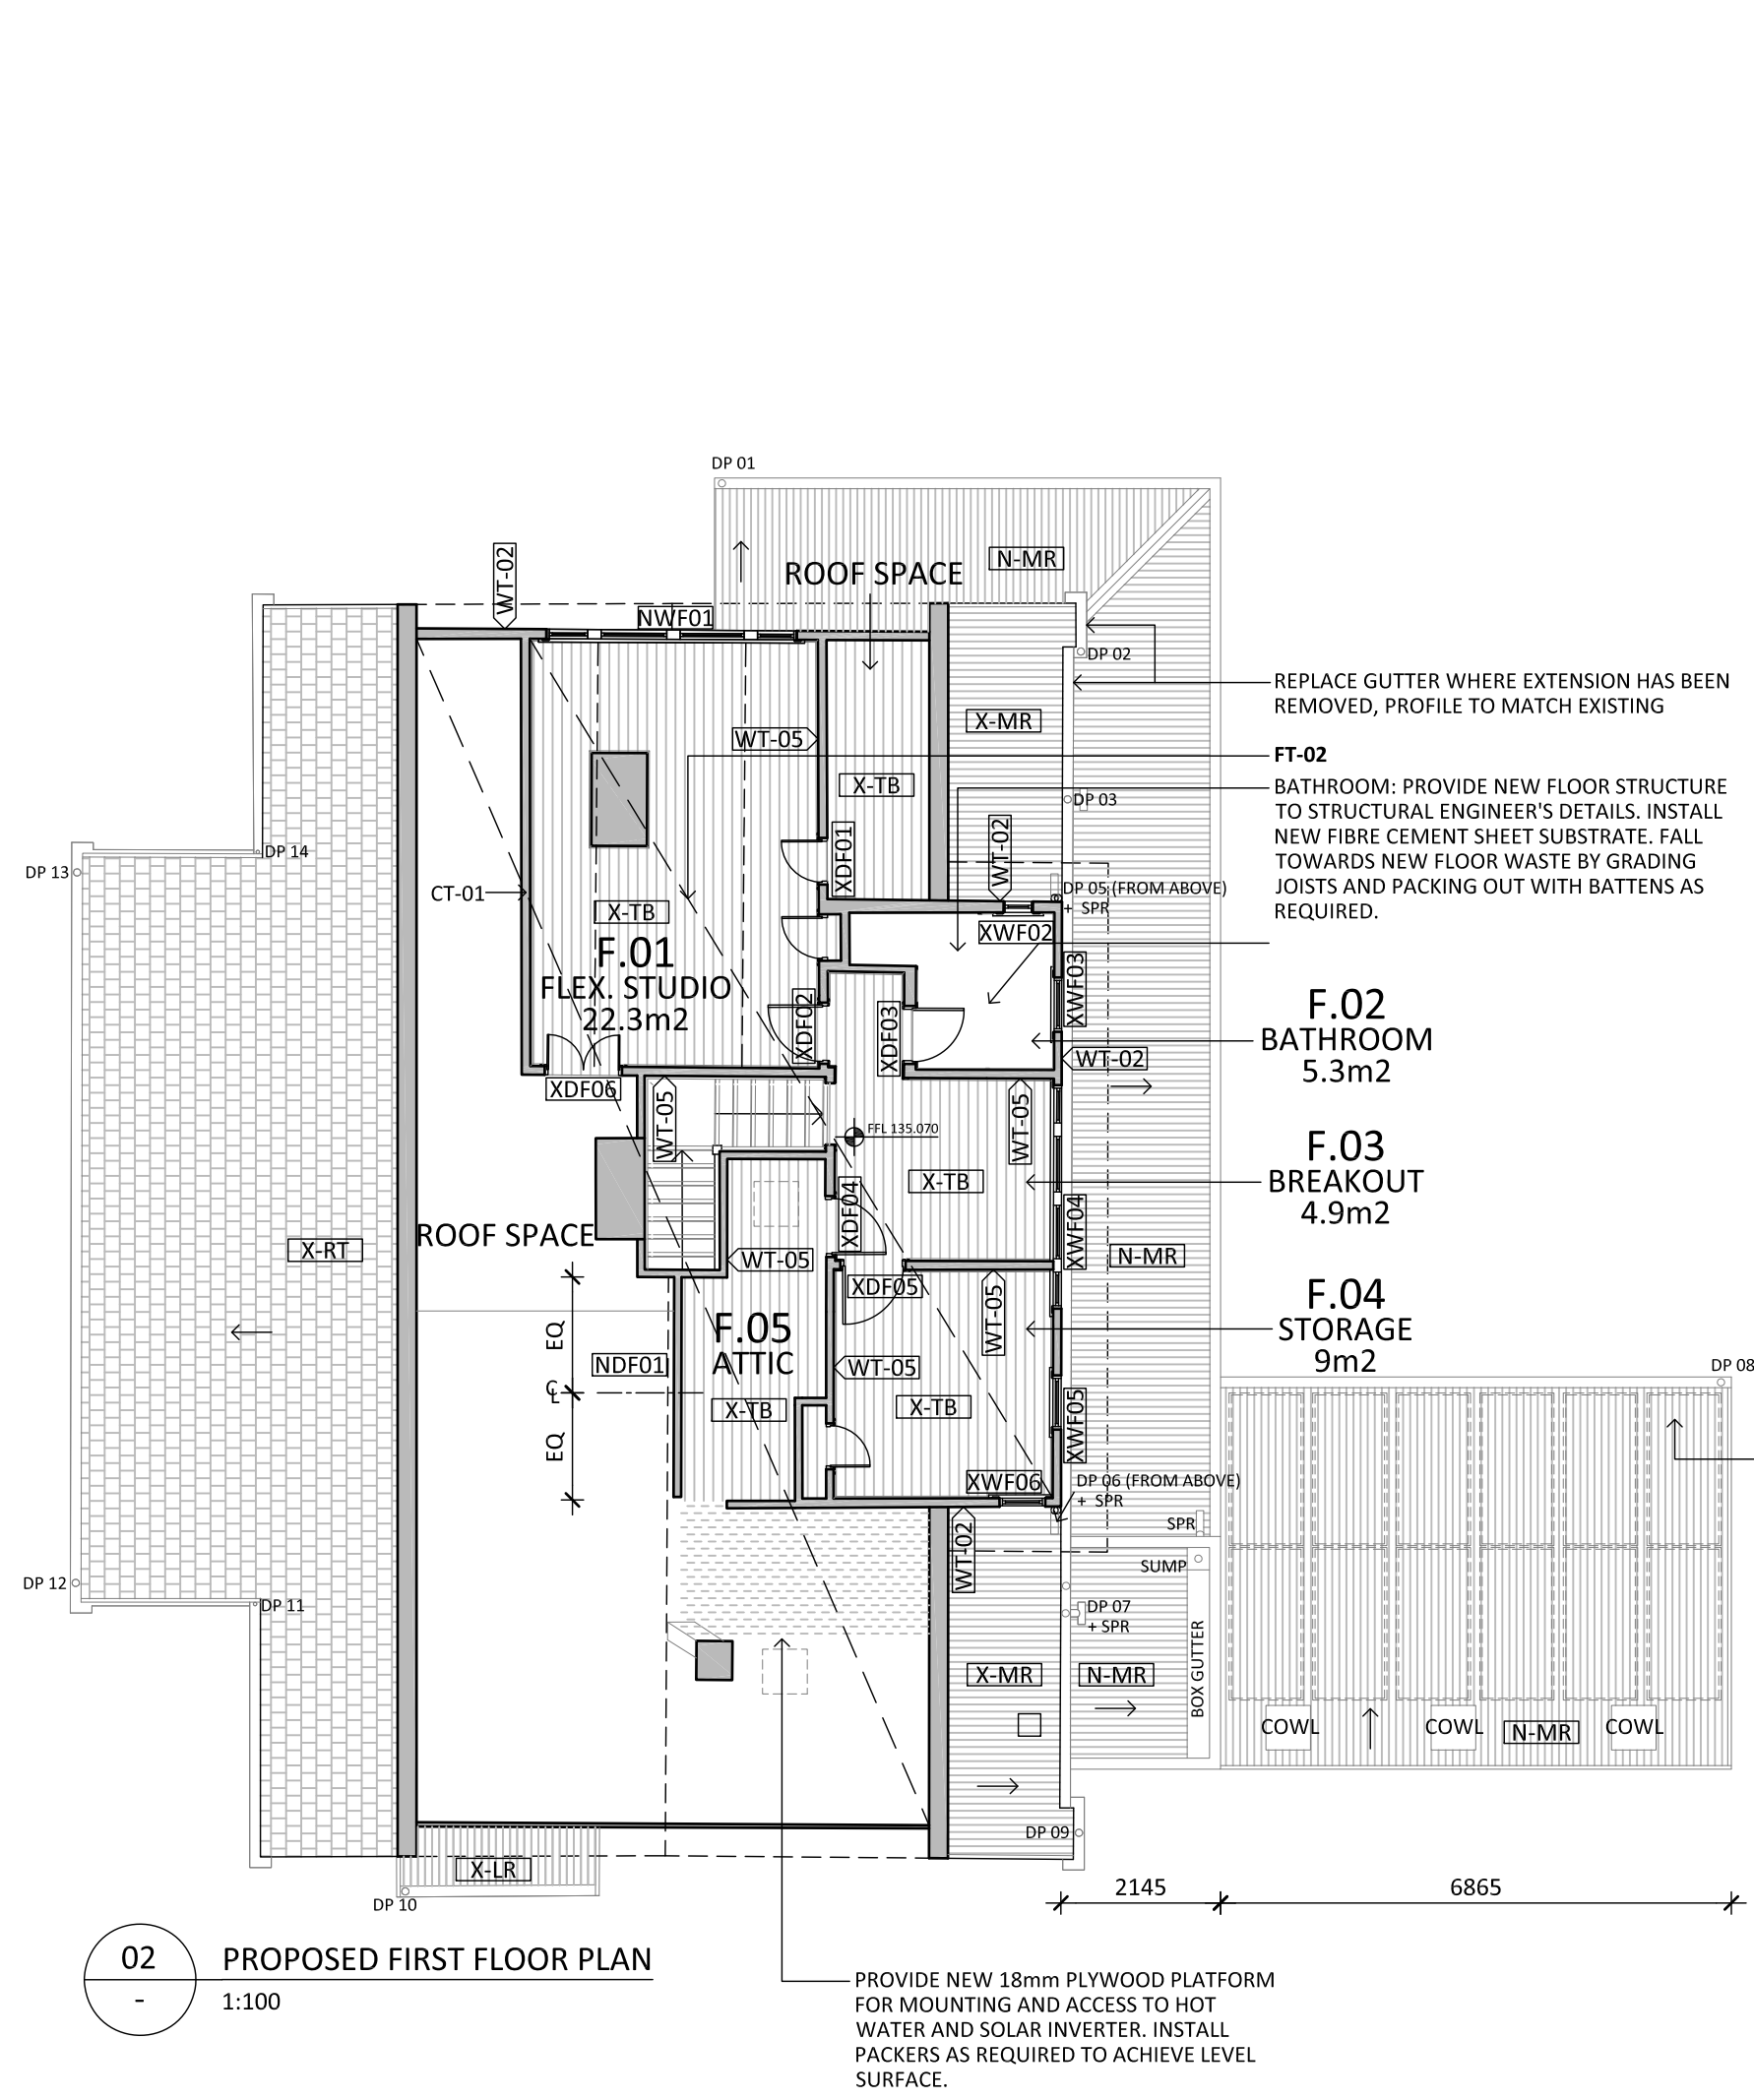 DP 01
WT-02
ROOF SPACE
N-MR
NWF01
DP 02
REPLACE GUTTER WHERE EXTENSION HAS BEEN
REMOVED, PROFILE TO MATCH EXISTING
X-MR
WT-05
FT-02
X-TB
BATHROOM: PROVIDE NEW FLOOR STRUCTURE
TO STRUCTURAL ENGINEER'S DETAILS. INSTALL
NEW FIBRE CEMENT SHEET SUBSTRATE. FALL
TOWARDS NEW FLOOR WASTE BY GRADING
JOISTS AND PACKING OUT WITH BATTENS AS
REQUIRED.
DP 03
XDF01
WT-02
DP 14
DP 13
CT-01
DP 05 (FROM ABOVE)
+ SPR
X-TB
XWF02
F.01
FLEX. STUDIO
22.3m2
XWF03
F.02
BATHROOM
5.3m2
XDF02
XDF03
WT-02
XDF06
WT-05
WT-05
FFL 135.070
F.03
BREAKOUT
4.9m2
X-TB
XDF04
XWF04
ROOF SPACE
X-RT
WT-05
N-MR
XDF05
WT-05
F.04
STORAGE
9m2
EQ
F.05
ATTIC
NDF01
WT-05
DP 08
CL
X-TB
X-TB
XWF05
EQ
XWF06
DP 06 (FROM ABOVE)
+ SPR
WT-02
SPR
SUMP
DP 12
DP 11
DP 07
+ SPR
BOX GUTTER
X-MR
N-MR
COWL
COWL
N-MR
COWL
DP 09
X-LR
DP 10
2145
6865
02
-
PROPOSED FIRST FLOOR PLAN
1:100
PROVIDE NEW 18mm PLYWOOD PLATFORM
FOR MOUNTING AND ACCESS TO HOT
WATER AND SOLAR INVERTER. INSTALL
PACKERS AS REQUIRED TO ACHIEVE LEVEL
SURFACE.